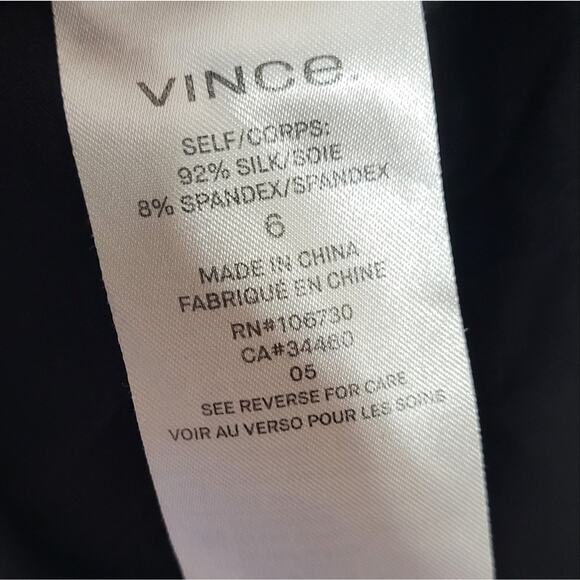 VINCe.
SELF/CORPS:
92% SILK/SOIE
8% SPANDEX/SPANDEX
6
MADE IN CHINA
FABRIQUÉ EN CHINE
RN#106730
CA#34460
05
SEE REVERSE FOR CARE
VOIR AU VERSO POUR LES SOINS